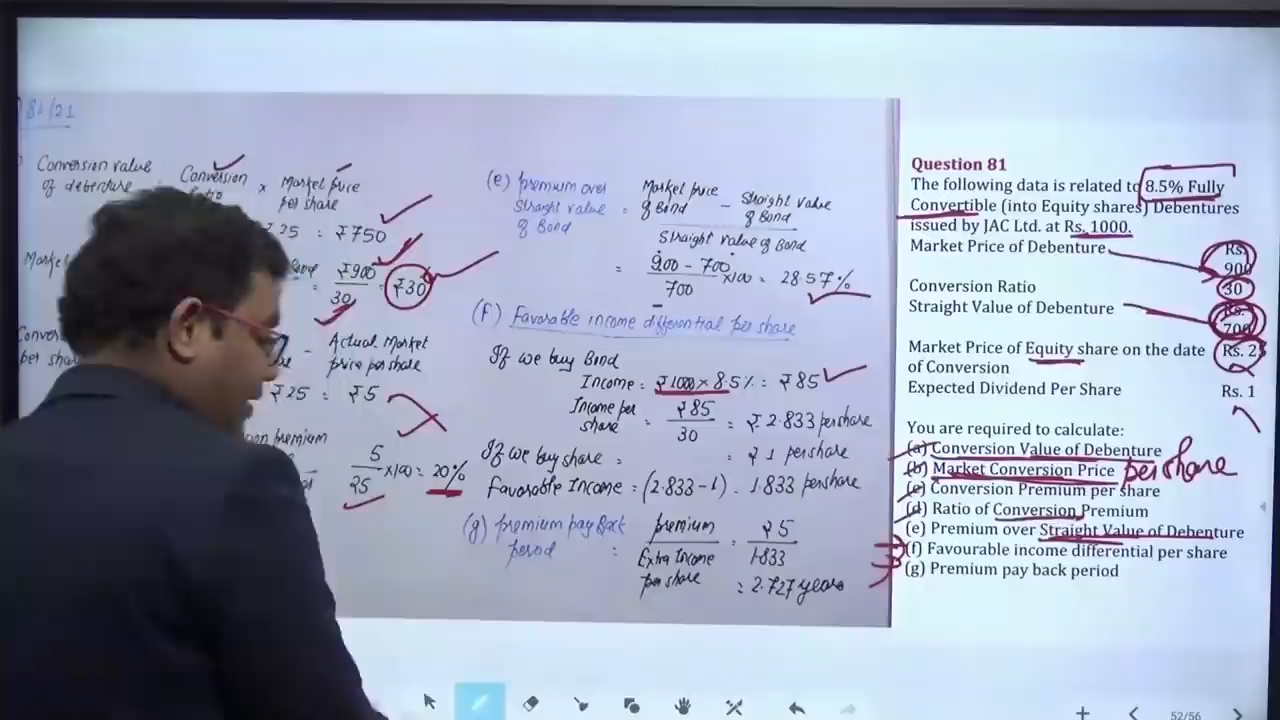 81/21
Conversion value of debenture
Conversion
× Market price per share
25 = ₹750
₹900
30
₹30
Actual Market price per share
₹25 = ₹5
premium
5
25
×100 = 20%
(e) premium over Straight value of Bond =
Market price of Bond - Straight value of Bond
Straight value of Bond
= 900 - 700
700
×100 = 28.57%
(f) Favorable income differential per share
If we buy Bond
Income = ₹1000 × 8.5% = ₹85
Income per share = ₹85
30
= ₹2.833 per share
If we buy share = = ₹1 per share
Favorable Income = (2.833-1) - 1.833 per share
(g) premium pay Back period =
premium
Extra Income per share
= ₹5
1.833
= 2.727 years
Question 81
The following data is related to 8.5% Fully
Convertible (into Equity shares) Debentures
issued by JAC Ltd. at Rs. 1000.
Market Price of Debenture Rs.
900
Conversion Ratio 30
Straight Value of Debenture Rs.
700
Market Price of Equity share on the date Rs. 25
of Conversion
Expected Dividend Per Share Rs. 1
You are required to calculate:
(a) Conversion Value of Debenture
(b) Market Conversion Price per share
(c) Conversion Premium per share
(d) Ratio of Conversion Premium
(e) Premium over Straight Value of Debenture
(f) Favourable income differential per share
(g) Premium pay back period
52/56